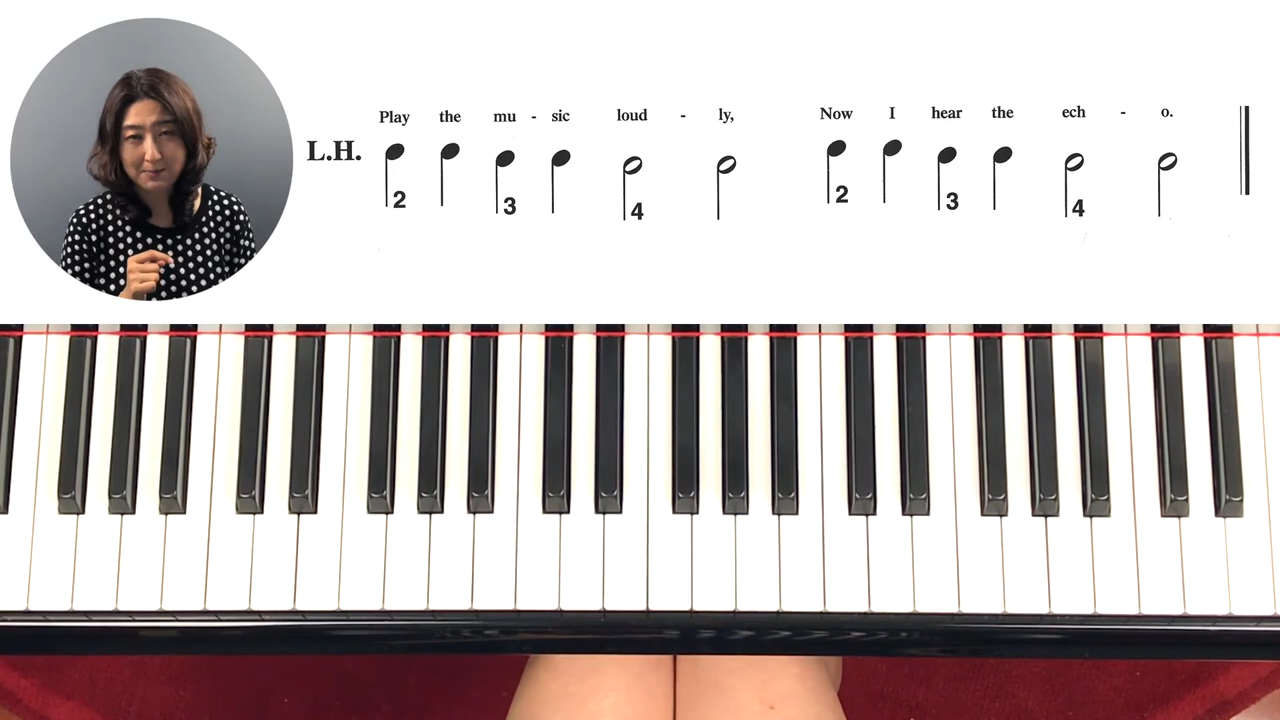 Play the mu - sic loud - ly, Now I hear the ech - o.
L.H.
2 3 4 2 3 4